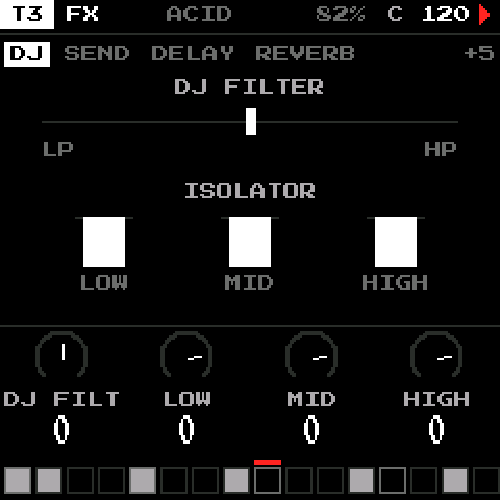 T3 FX ACID 82% C 120
DJ SEND DELAY REVERB +5
DJ FILTER
LP HP
ISOLATOR
LOW MID HIGH
DJ FILT LOW MID HIGH
0 0 0 0